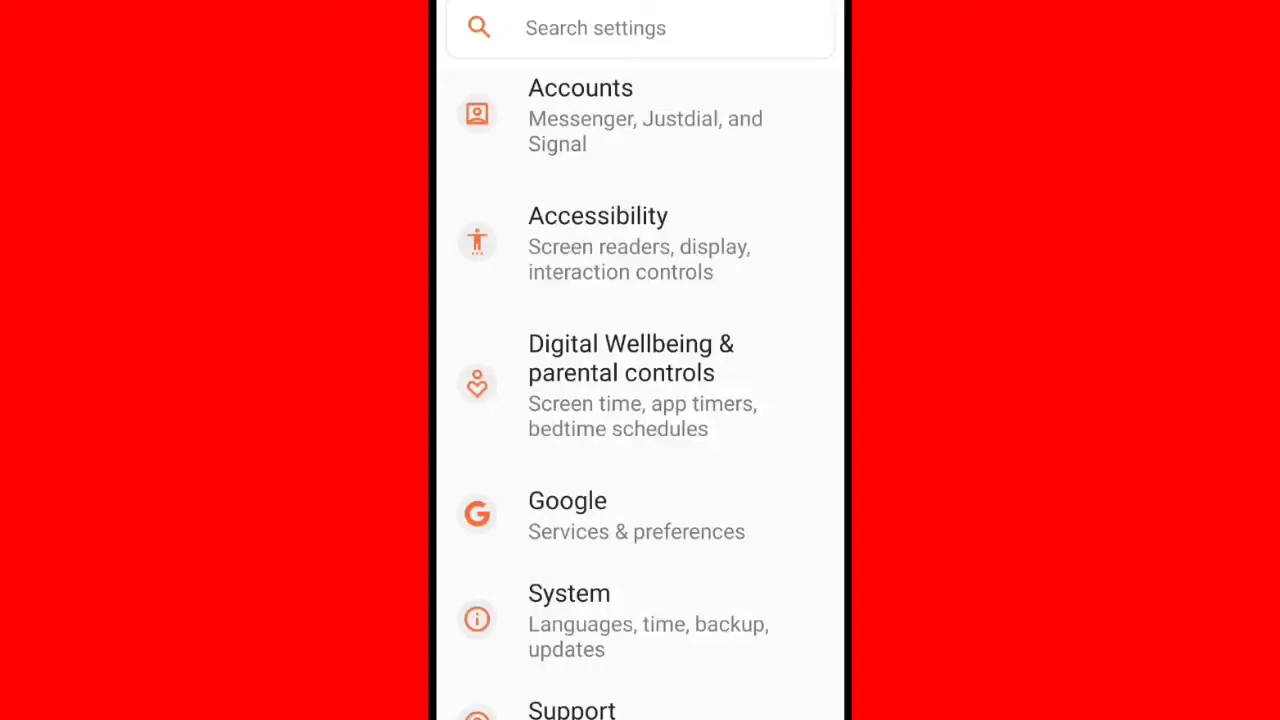 Search settings
Accounts
Messenger, Justdial, and
Signal
Accessibility
Screen readers, display,
interaction controls
Digital Wellbeing &
parental controls
Screen time, app timers,
bedtime schedules
Google
Services & preferences
System
Languages, time, backup,
updates
Support